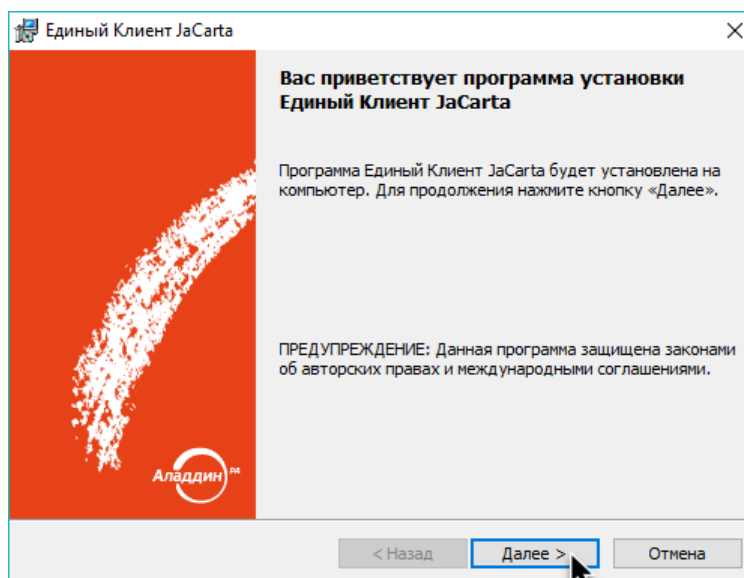 Единый Клиент JaCarta
Вас приветствует программа установки
Единый Клиент JaCarta
Программа Единый Клиент JaCarta будет установлена на
компьютер. Для продолжения нажмите кнопку «Далее».
ПРЕДУПРЕЖДЕНИЕ: Данная программа защищена законами
об авторских правах и международными соглашениями.
Аладдин РД
< Назад
Далее >
Отмена